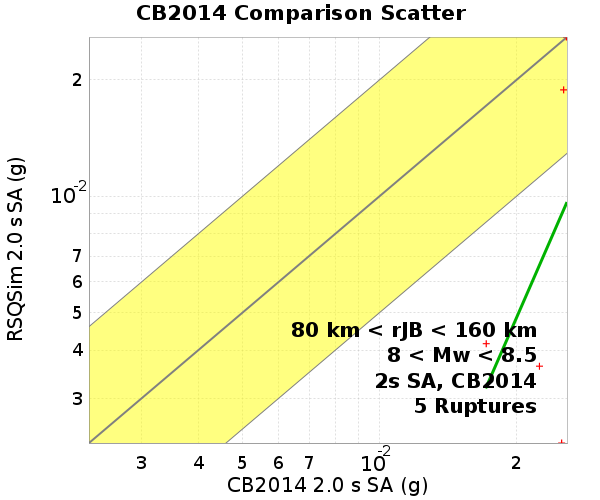 CB2014 Comparison Scatter
RSQSim 2.0 s SA (g)
2
10-2
7
6
5
4
3
80 km < rJB < 160 km
8 < Mw < 8.5
2s SA, CB2014
5 Ruptures
3 4 5 6 7 10-2 2
CB2014 2.0 s SA (g)